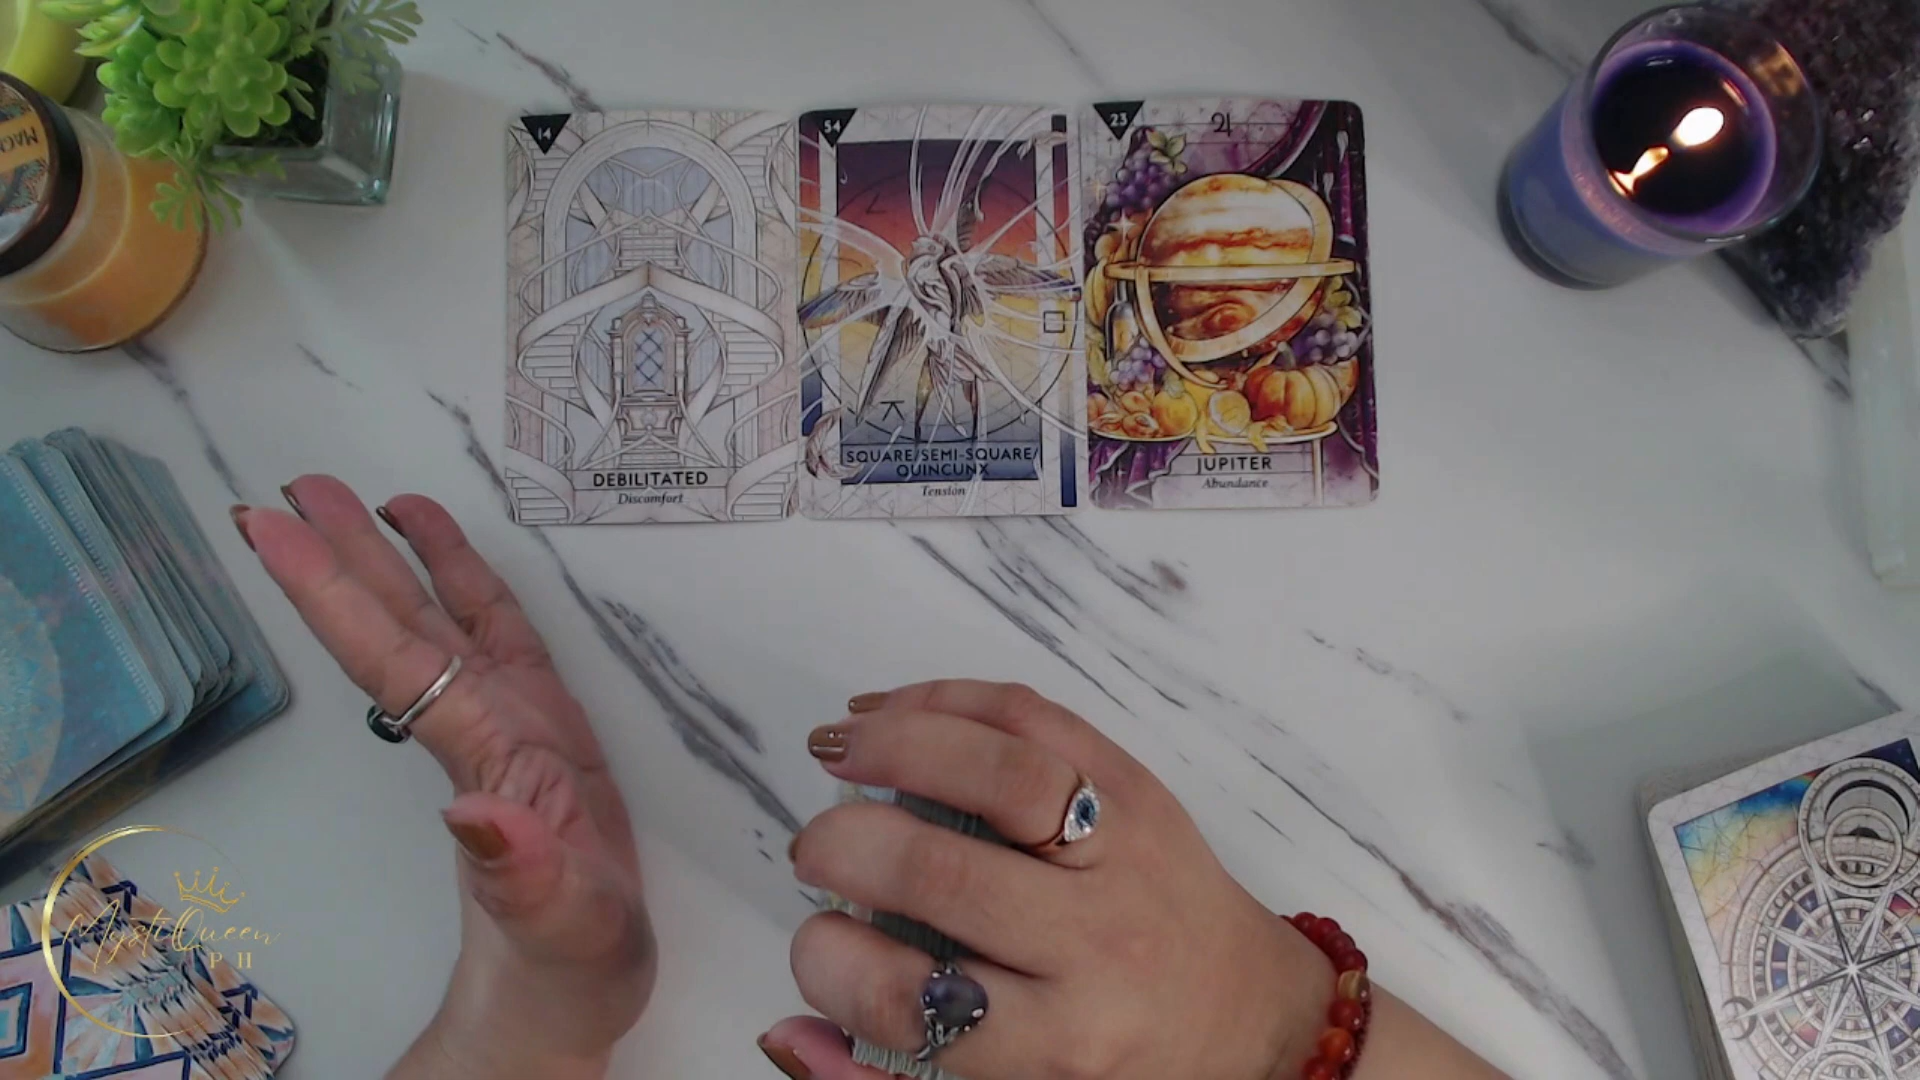 14
DEBILITATED
Discomfort
54
SQUARE/SEMI-SQUARE/
QUINCUNX
Tension
23
♃
JUPITER
Abundance
MystiQueen
PH